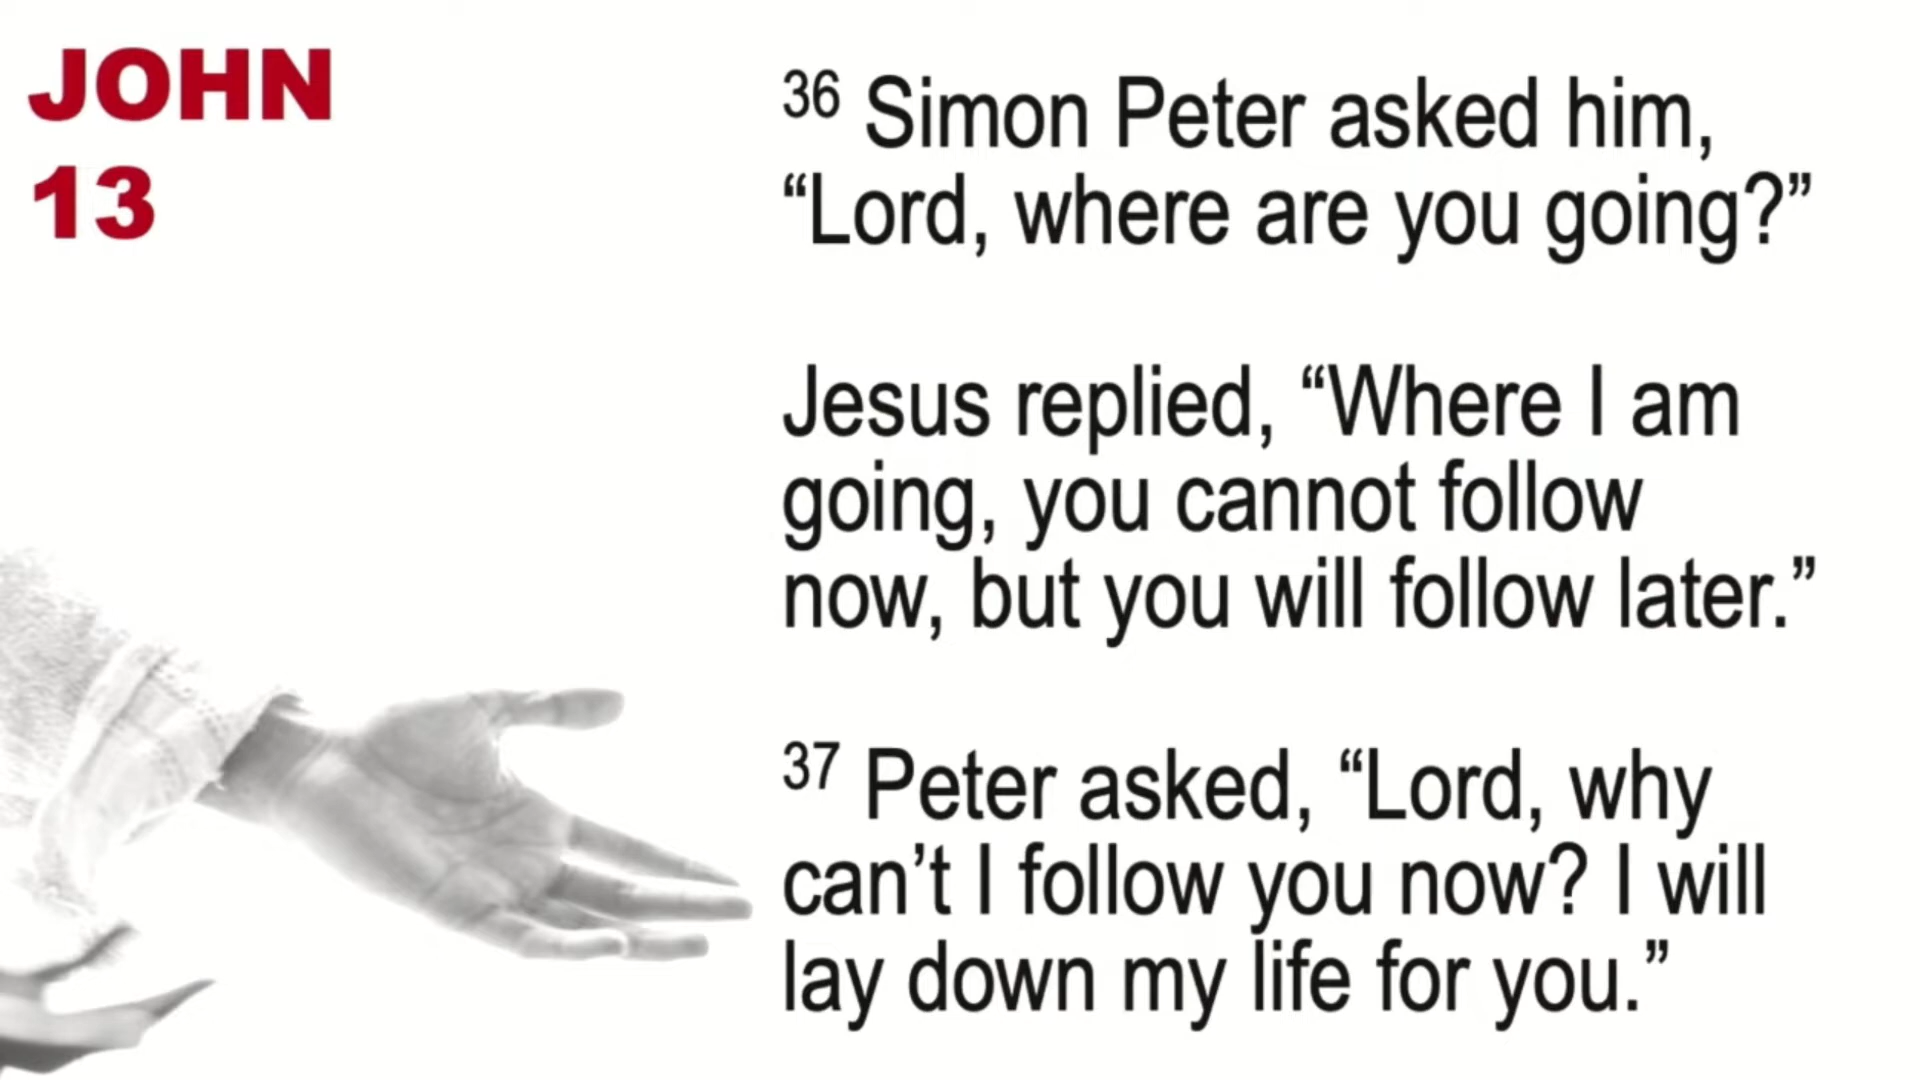 JOHN
13
36 Simon Peter asked him,
“Lord, where are you going?”
Jesus replied, “Where I am
going, you cannot follow
now, but you will follow later.”
37 Peter asked, “Lord, why
can’t I follow you now? I will
lay down my life for you.”